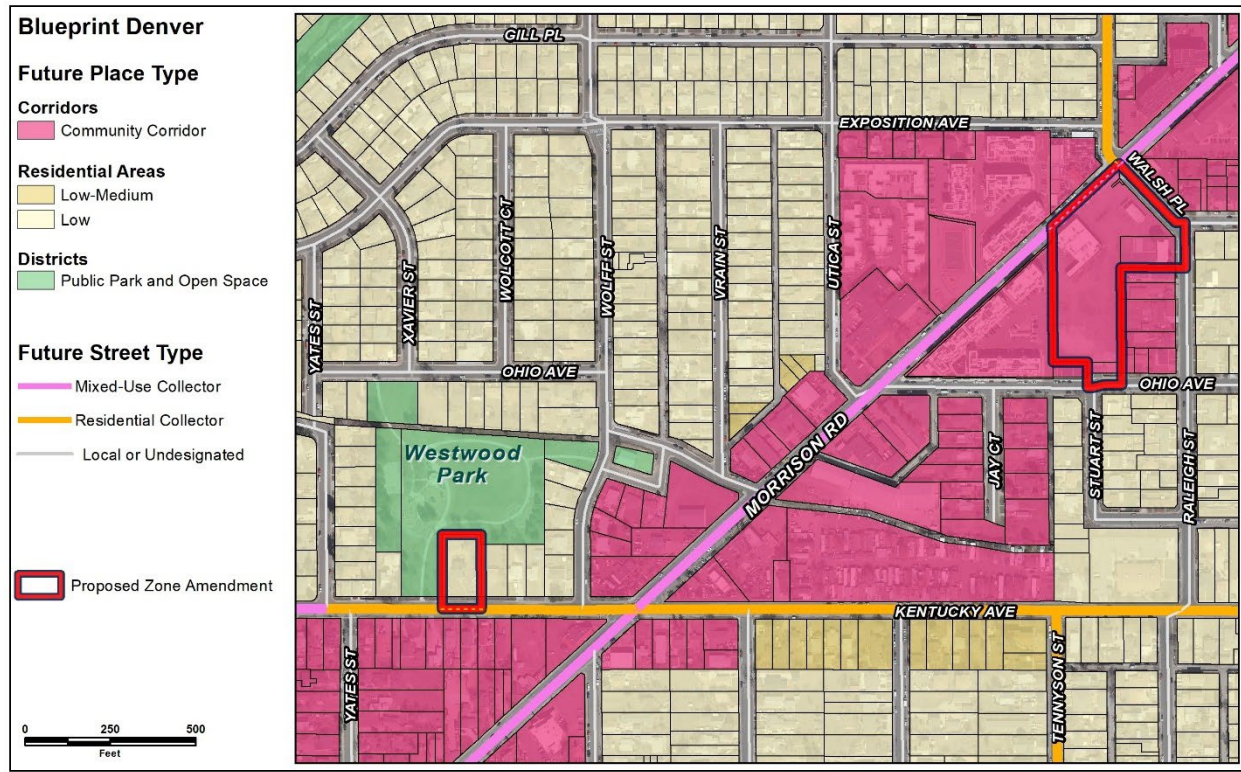 Blueprint Denver
Future Place Type
Corridors
Community Corridor
Residential Areas
Low-Medium
Low
Districts
Public Park and Open Space
Future Street Type
Mixed-Use Collector
Residential Collector
Local or Undesignated
Proposed Zone Amendment
0 250 500
Feet
GILL PL
EXPOSITION AVE
WALSH PL
YATES ST
XAVIER ST
WOLCOTT CT
WOLFF ST
VRAIN ST
UTICA ST
OHIO AVE
OHIO AVE
Westwood
Park
MORRISON RD
JAY CT
STUART ST
RALEIGH ST
KENTUCKY AVE
YATES ST
TENNYSON ST